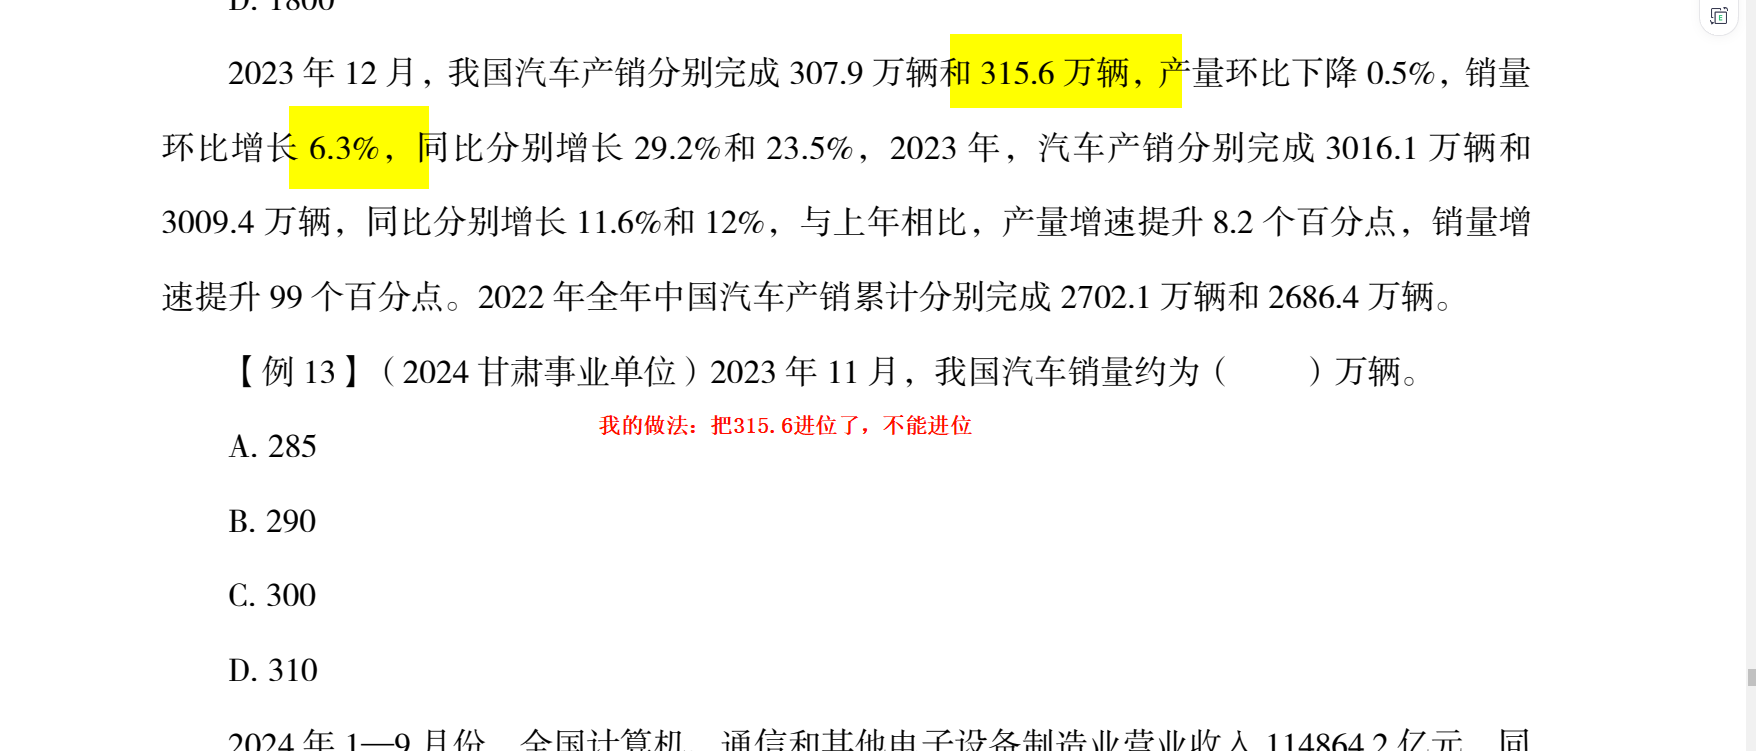 D. 1800
2023 年 12 月，我国汽车产销分别完成 307.9 万辆和 315.6 万辆，产量环比下降 0.5%，销量
环比增长 6.3%，同比分别增长 29.2%和 23.5%，2023 年，汽车产销分别完成 3016.1 万辆和
3009.4 万辆，同比分别增长 11.6%和 12%，与上年相比，产量增速提升 8.2 个百分点，销量增
速提升 99 个百分点。2022 年全年中国汽车产销累计分别完成 2702.1 万辆和 2686.4 万辆。
【例 13】（2024 甘肃事业单位）2023 年 11 月，我国汽车销量约为（　　）万辆。
我的做法：把315.6进位了，不能进位
A. 285
B. 290
C. 300
D. 310
2024 年 1—9 月份，全国计算机、通信和其他电子设备制造业营业收入 114864.2 亿元，同